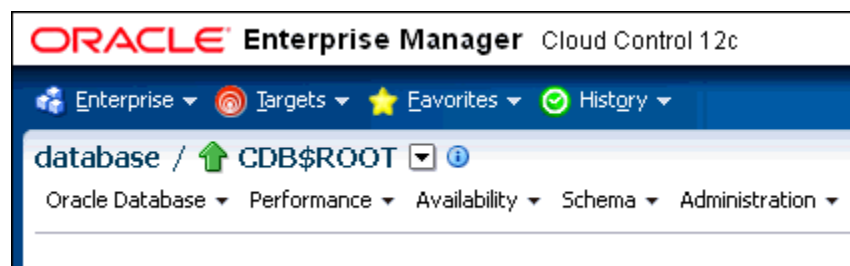 ORACLE Enterprise Manager Cloud Control 12c
Enterprise Targets Favorites History
database / CDB$ROOT
Oracle Database Performance Availability Schema Administration